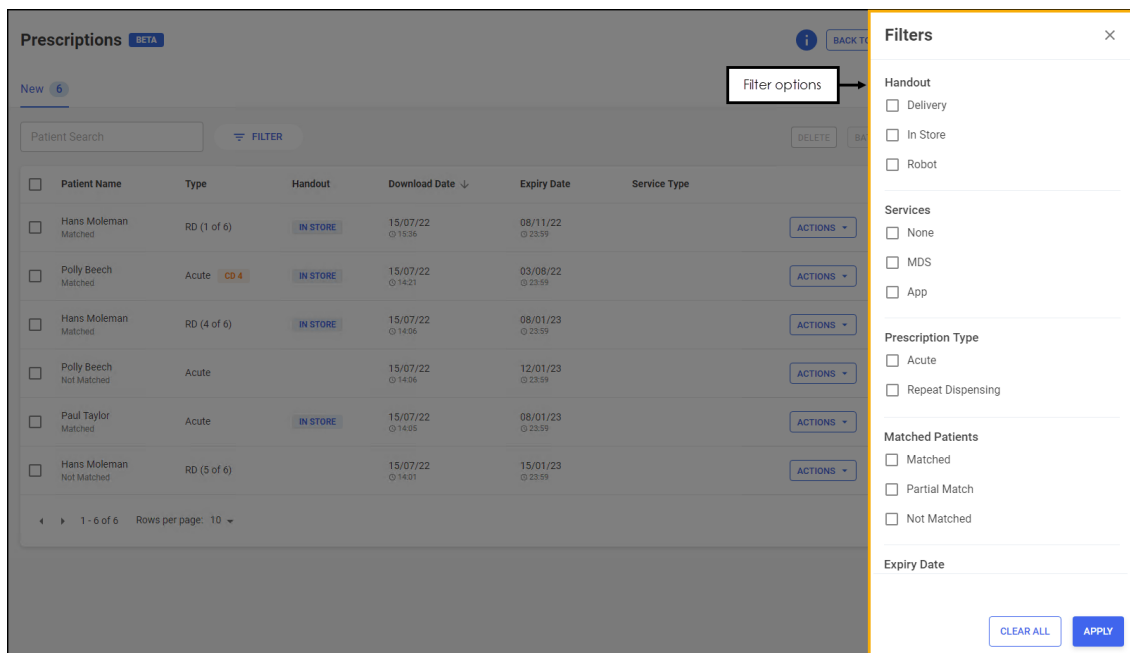 Prescriptions BETA
i BACK TO
New 6
Patient Search
FILTER
DELETE BA
Patient Name Type Handout Download Date Expiry Date Service Type
Hans Moleman RD (1 of 6) IN STORE 15/07/22 08/11/22 ACTIONS
Matched 15:36 23:59
Polly Beech Acute CD 4 IN STORE 15/07/22 03/08/22 ACTIONS
Matched 14:21 23:59
Hans Moleman RD (4 of 6) IN STORE 15/07/22 08/01/23 ACTIONS
Matched 14:06 23:59
Polly Beech Acute 15/07/22 12/01/23 ACTIONS
Not Matched 14:06 23:59
Paul Taylor Acute IN STORE 15/07/22 08/01/23 ACTIONS
Matched 14:05 23:59
Hans Moleman RD (5 of 6) 15/07/22 15/01/23 ACTIONS
Not Matched 14:01 23:59
1 - 6 of 6 Rows per page: 10
Filter options
Filters
Handout
Delivery
In Store
Robot
Services
None
MDS
App
Prescription Type
Acute
Repeat Dispensing
Matched Patients
Matched
Partial Match
Not Matched
Expiry Date
CLEAR ALL APPLY